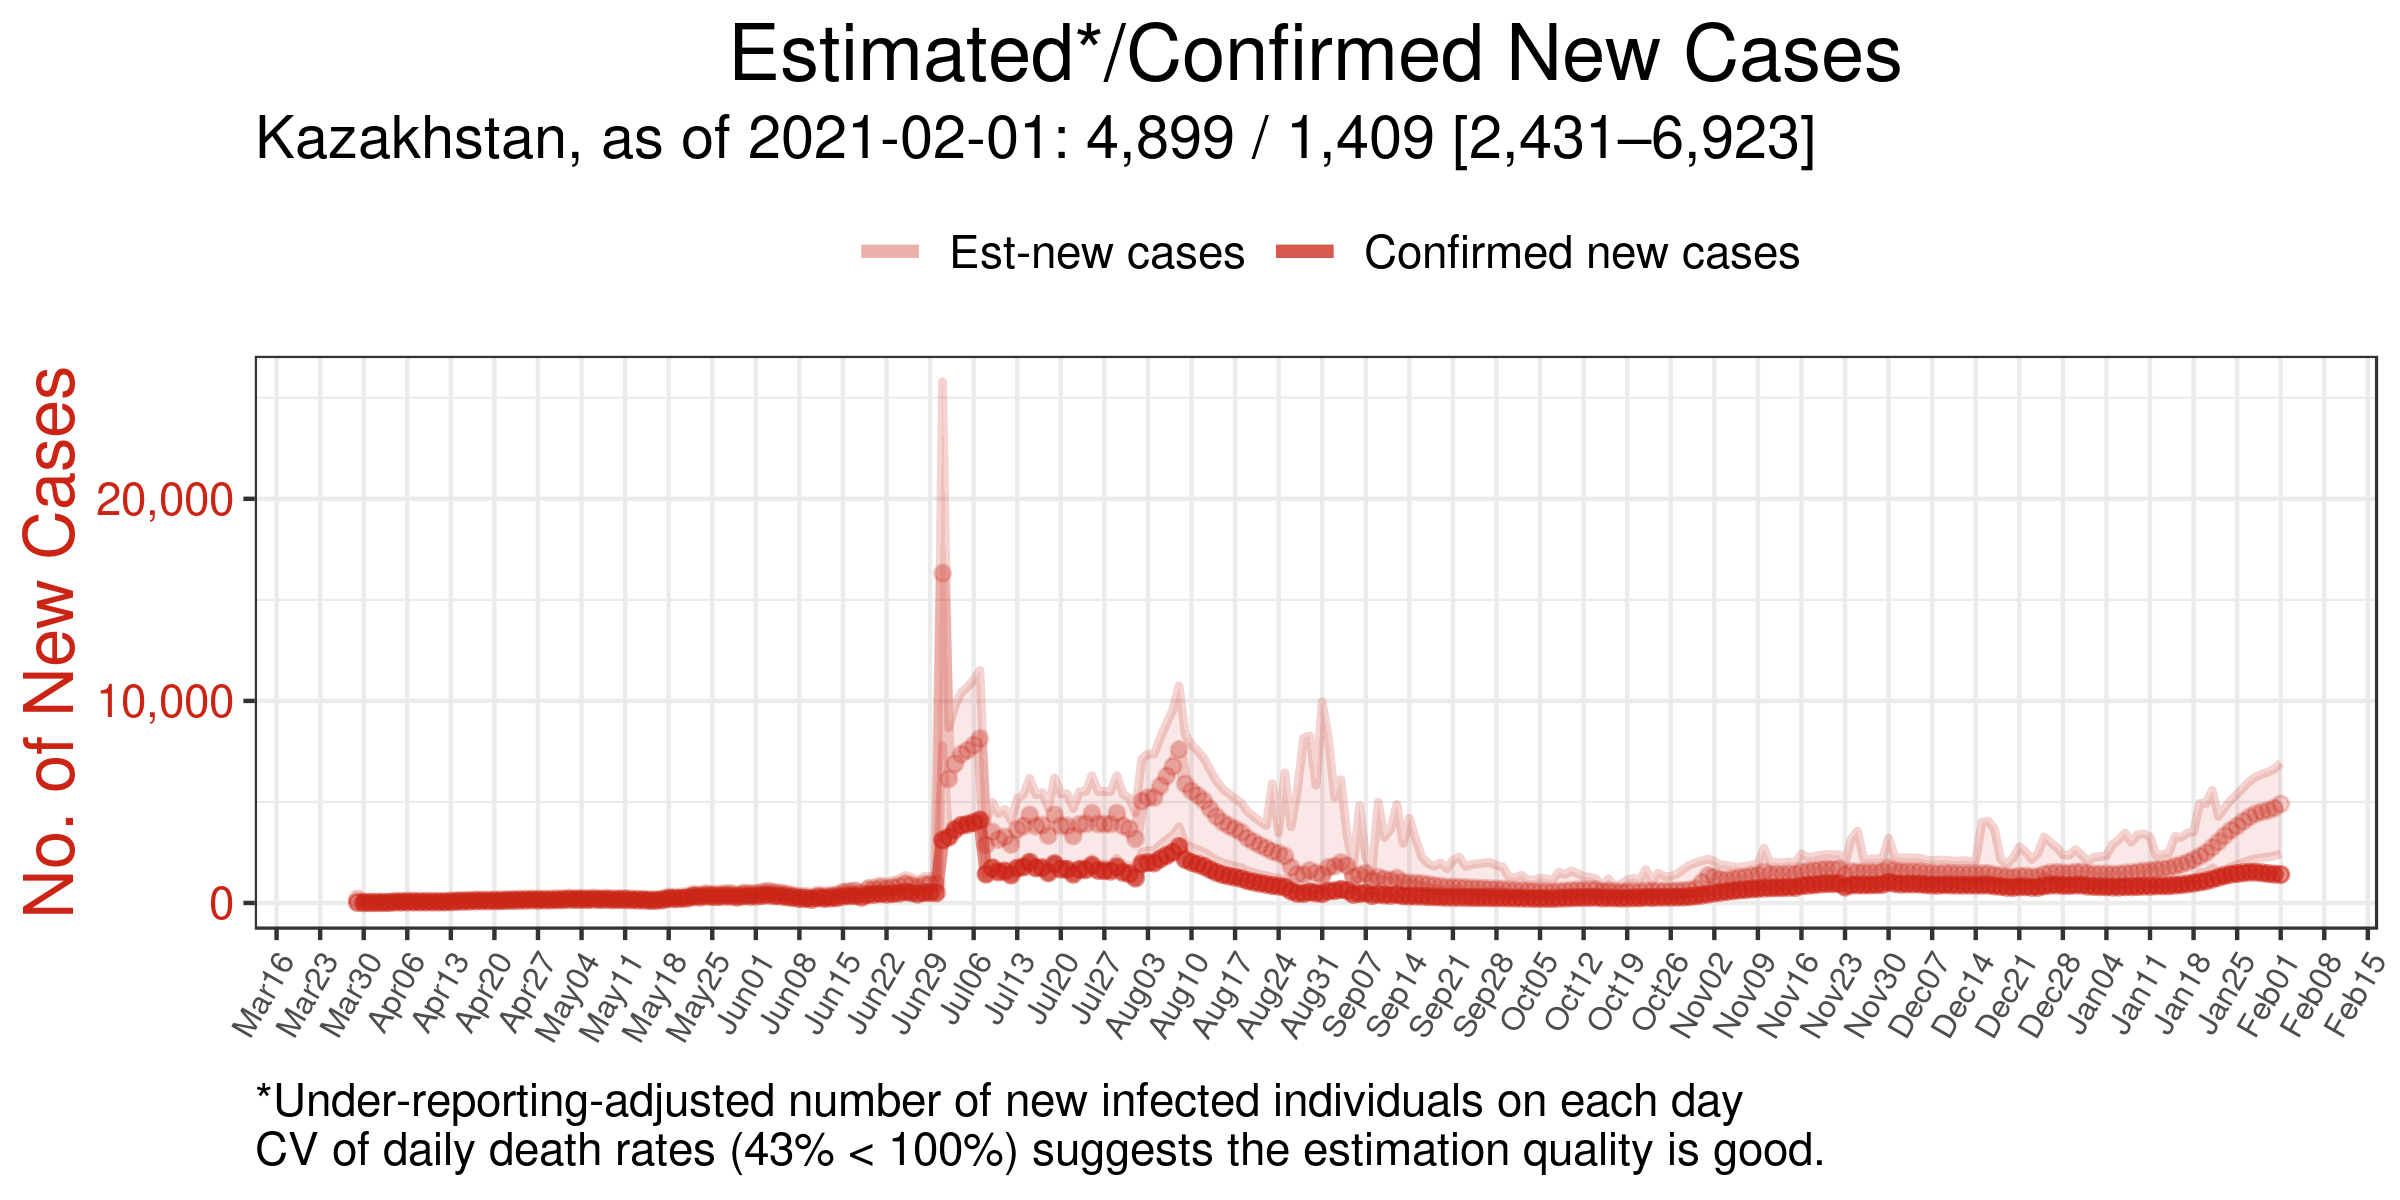 Estimated*/Confirmed New Cases
Kazakhstan, as of 2021-02-01: 4,899 / 1,409 [2,431–6,923]
Est-new cases Confirmed new cases
No. of New Cases
20,000
10,000
0
Mar16 Mar23 Mar30 Apr06 Apr13 Apr20 Apr27 May04 May11 May18 May25 Jun01 Jun08 Jun15 Jun22 Jun29 Jul06 Jul13 Jul20 Jul27 Aug03 Aug10 Aug17 Aug24 Aug31 Sep07 Sep14 Sep21 Sep28 Oct05 Oct12 Oct19 Oct26 Nov02 Nov09 Nov16 Nov23 Nov30 Dec07 Dec14 Dec21 Dec28 Jan04 Jan11 Jan18 Jan25 Feb01 Feb08 Feb15
*Under-reporting-adjusted number of new infected individuals on each day
CV of daily death rates (43% < 100%) suggests the estimation quality is good.